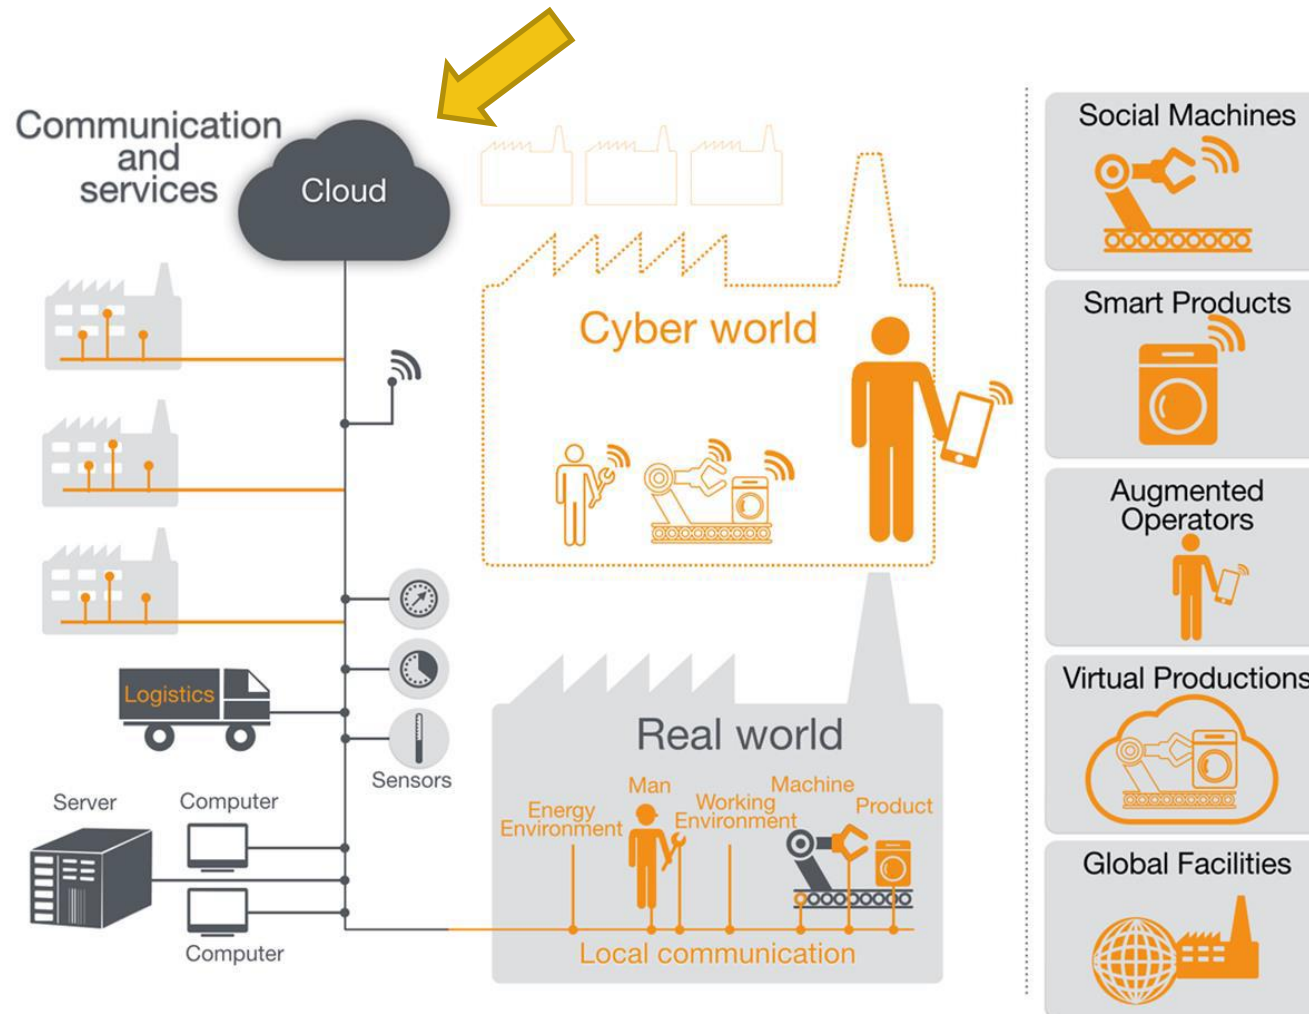 Communication
and
services
Cloud
Cyber world
Logistics
Sensors
Server
Computer
Computer
Real world
Energy
Environment
Man
Working
Environment
Machine
Product
Local communication
Social Machines
Smart Products
Augmented
Operators
Virtual Productions
Global Facilities